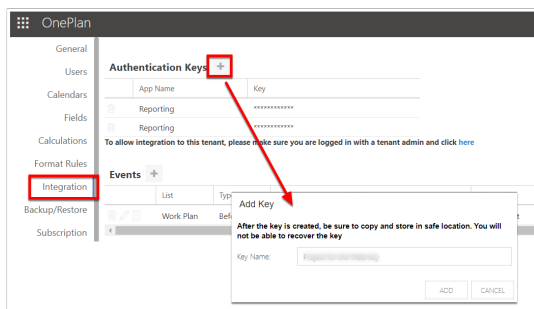 OnePlan
General
Users
Calendars
Fields
Calculations
Format Rules
Integration
Backup/Restore
Subscription
Authentication Keys +
App Name Key
Reporting ************
Reporting ************
To allow integration to this tenant, please make sure you are logged in with a tenant admin and click here
Events +
List
Work Plan
Add Key
After the key is created, be sure to copy and store in safe location. You will
not be able to recover the key
Key Name:
ADD CANCEL